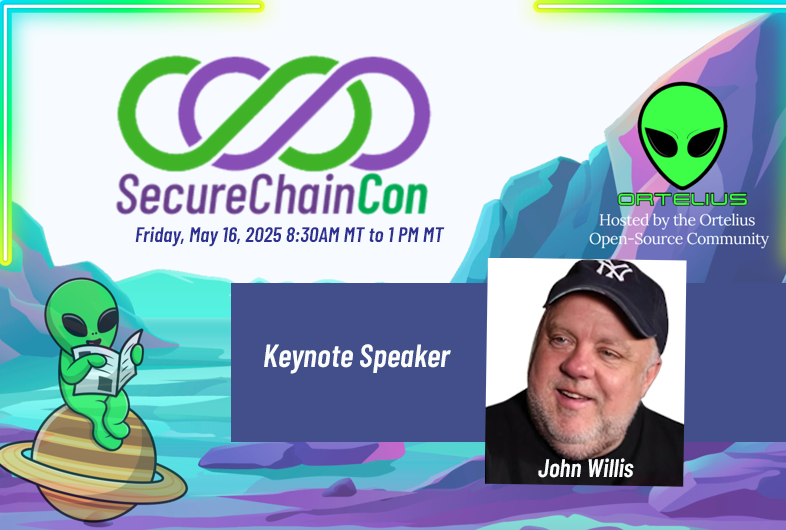 SecureChainCon
Friday, May 16, 2025 8:30AM MT to 1 PM MT
ORTELIUS
Hosted by the Ortelius
Open-Source Community
Keynote Speaker
NY
John Willis